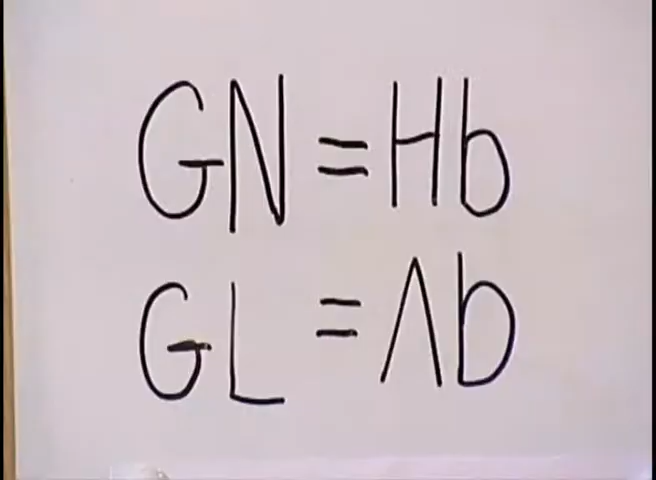 GN = Hb
GL = Λb